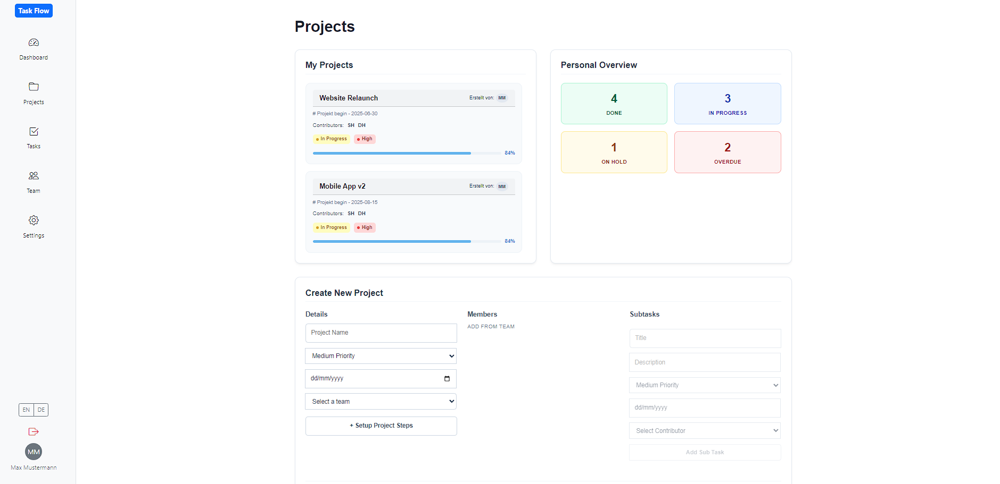 Task Flow
Dashboard
Projects
Tasks
Team
Settings
EN DE
MM
Max Mustermann
Projects
My Projects
Website Relaunch
Erstellt von: MM
# Projekt begin - 2025-06-30
Contributors: SH DH
In Progress High
84%
Mobile App v2
Erstellt von: MM
# Projekt begin - 2025-08-15
Contributors: SH DH
In Progress High
84%
Personal Overview
4
DONE
3
IN PROGRESS
1
ON HOLD
2
OVERDUE
Create New Project
Details
Project Name
Medium Priority
dd/mm/yyyy
Select a team
+ Setup Project Steps
Members
ADD FROM TEAM
Subtasks
Title
Description
Medium Priority
dd/mm/yyyy
Select Contributor
Add Sub Task